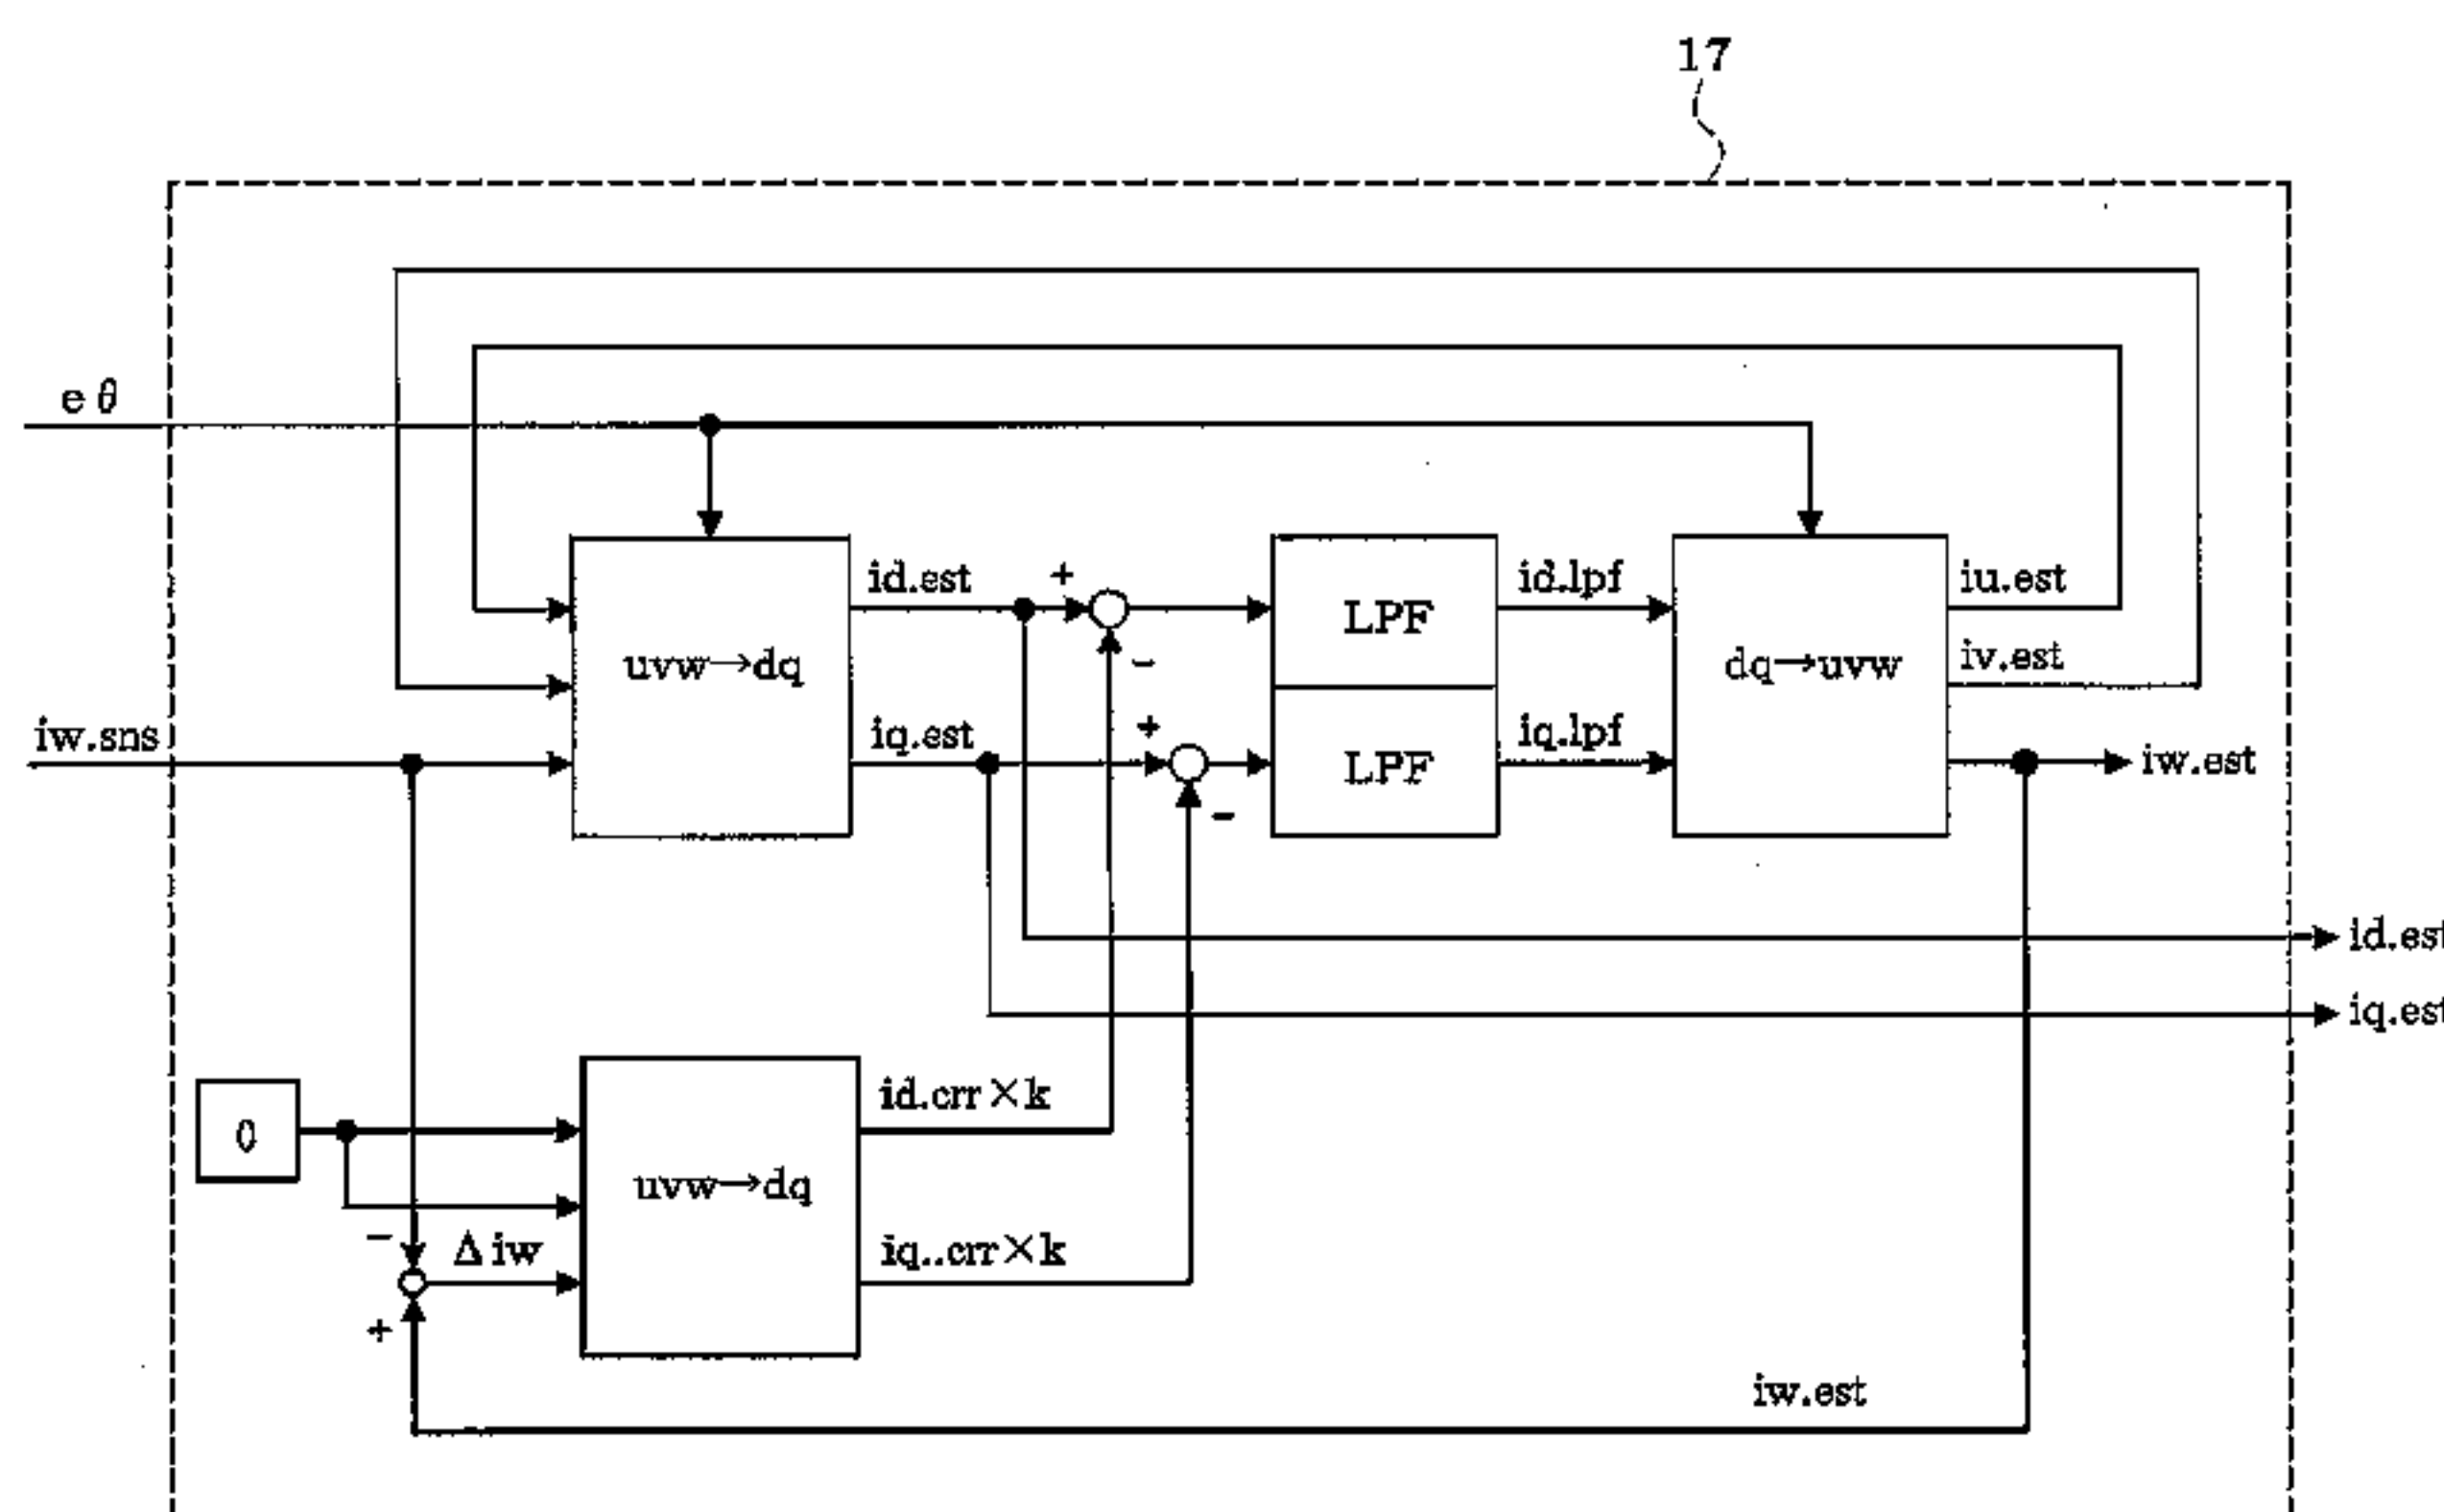 17
e θ
id.est
+
id.lpf
iu.est
LPF
uvw→dq
-
dq→uvw
iv.est
iw.sns
iq.est
+
iq.lpf
LPF
iw.est
-
id.est
iq.est
0
id.crr×k
uvw→dq
-
Δiw
iq..crr×k
+
iw.est